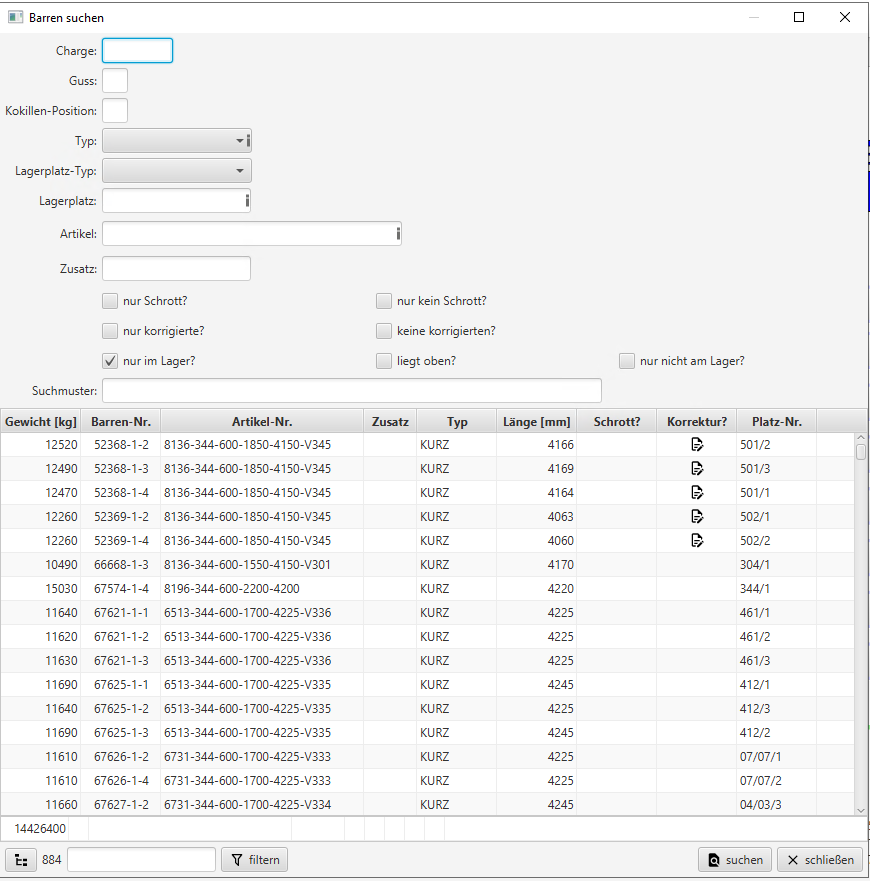 Barren suchen
Charge:
Guss:
Kokillen-Position:
Typ:
Lagerplatz-Typ:
Lagerplatz:
Artikel:
Zusatz:
nur Schrott? nur kein Schrott?
nur korrigierte? keine korrigierten?
nur im Lager? liegt oben? nur nicht am Lager?
Suchmuster:
Gewicht [kg] Barren-Nr. Artikel-Nr. Zusatz Typ Länge [mm] Schrott? Korrektur? Platz-Nr.
12520 52368-1-2 8136-344-600-1850-4150-V345 KURZ 4166 501/2
12490 52368-1-3 8136-344-600-1850-4150-V345 KURZ 4169 501/3
12470 52368-1-4 8136-344-600-1850-4150-V345 KURZ 4164 501/1
12260 52369-1-2 8136-344-600-1850-4150-V345 KURZ 4063 502/1
12260 52369-1-4 8136-344-600-1850-4150-V345 KURZ 4060 502/2
10490 66668-1-3 8136-344-600-1550-4150-V301 KURZ 4170 304/1
15030 67574-1-4 8196-344-600-2200-4200 KURZ 4220 344/1
11640 67621-1-1 6513-344-600-1700-4225-V336 KURZ 4225 461/1
11620 67621-1-2 6513-344-600-1700-4225-V336 KURZ 4225 461/2
11630 67621-1-3 6513-344-600-1700-4225-V336 KURZ 4225 461/3
11690 67625-1-1 6513-344-600-1700-4225-V335 KURZ 4245 412/1
11640 67625-1-2 6513-344-600-1700-4225-V335 KURZ 4225 412/3
11690 67625-1-3 6513-344-600-1700-4225-V335 KURZ 4245 412/2
11610 67626-1-2 6731-344-600-1700-4225-V333 KURZ 4225 07/07/1
11610 67626-1-4 6731-344-600-1700-4225-V333 KURZ 4225 07/07/2
11660 67627-1-2 6731-344-600-1700-4225-V334 KURZ 4245 04/03/3
14426400
884 filtern suchen schließen